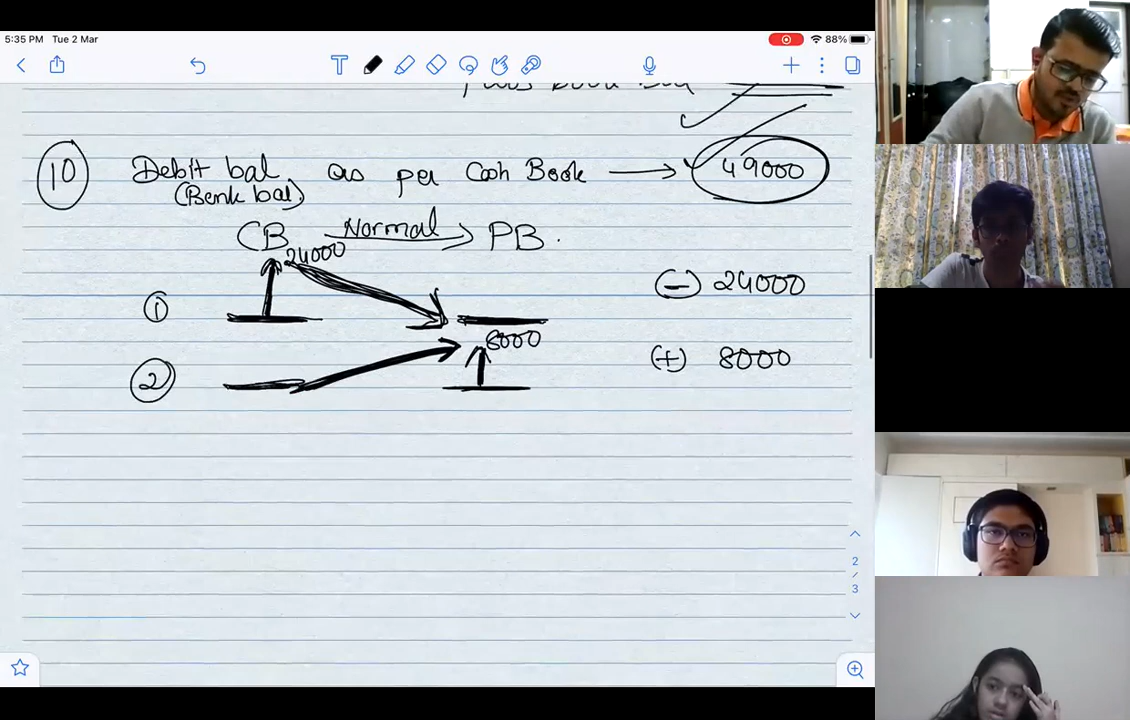 5:35 PM Tue 2 Mar 88%
10 Debit bal as per Cash Book → 49000
(Bank bal)
CB Normal PB.
24000
1 (-) 24000
8000
2 (+) 8000
2
/
3